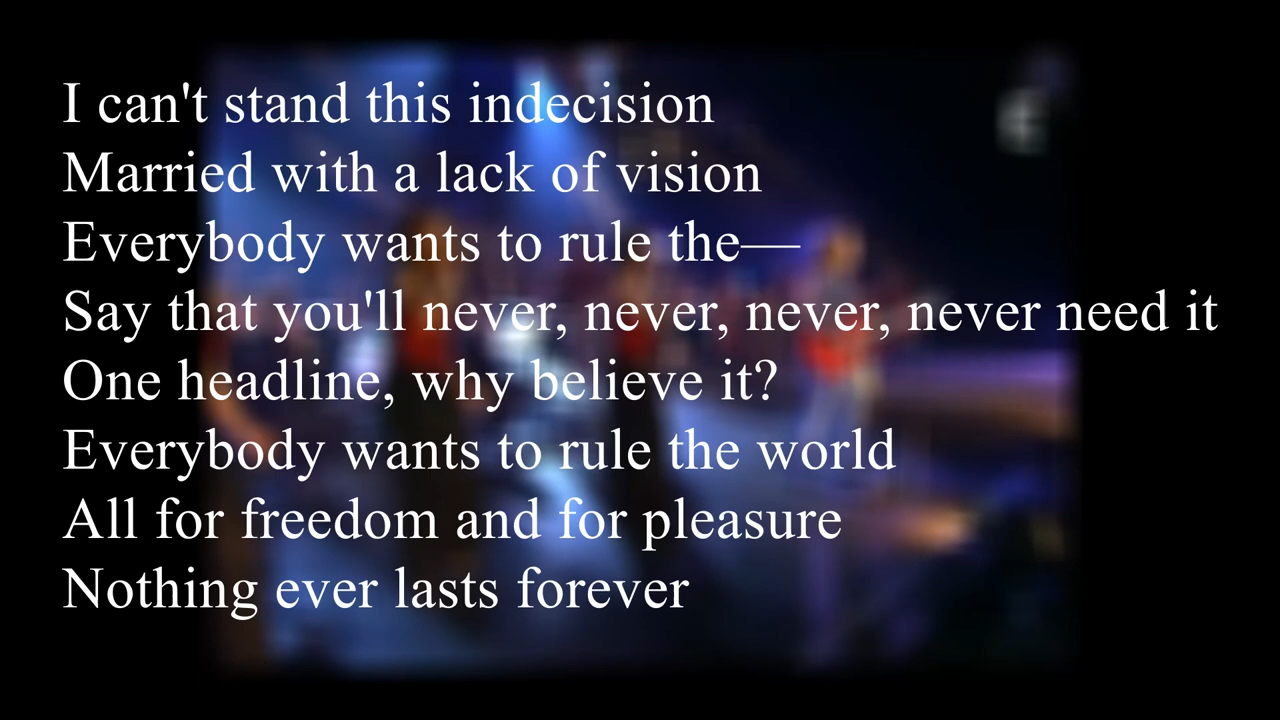 I can't stand this indecision
Married with a lack of vision
Everybody wants to rule the—
Say that you'll never, never, never, never need it
One headline, why believe it?
Everybody wants to rule the world
All for freedom and for pleasure
Nothing ever lasts forever